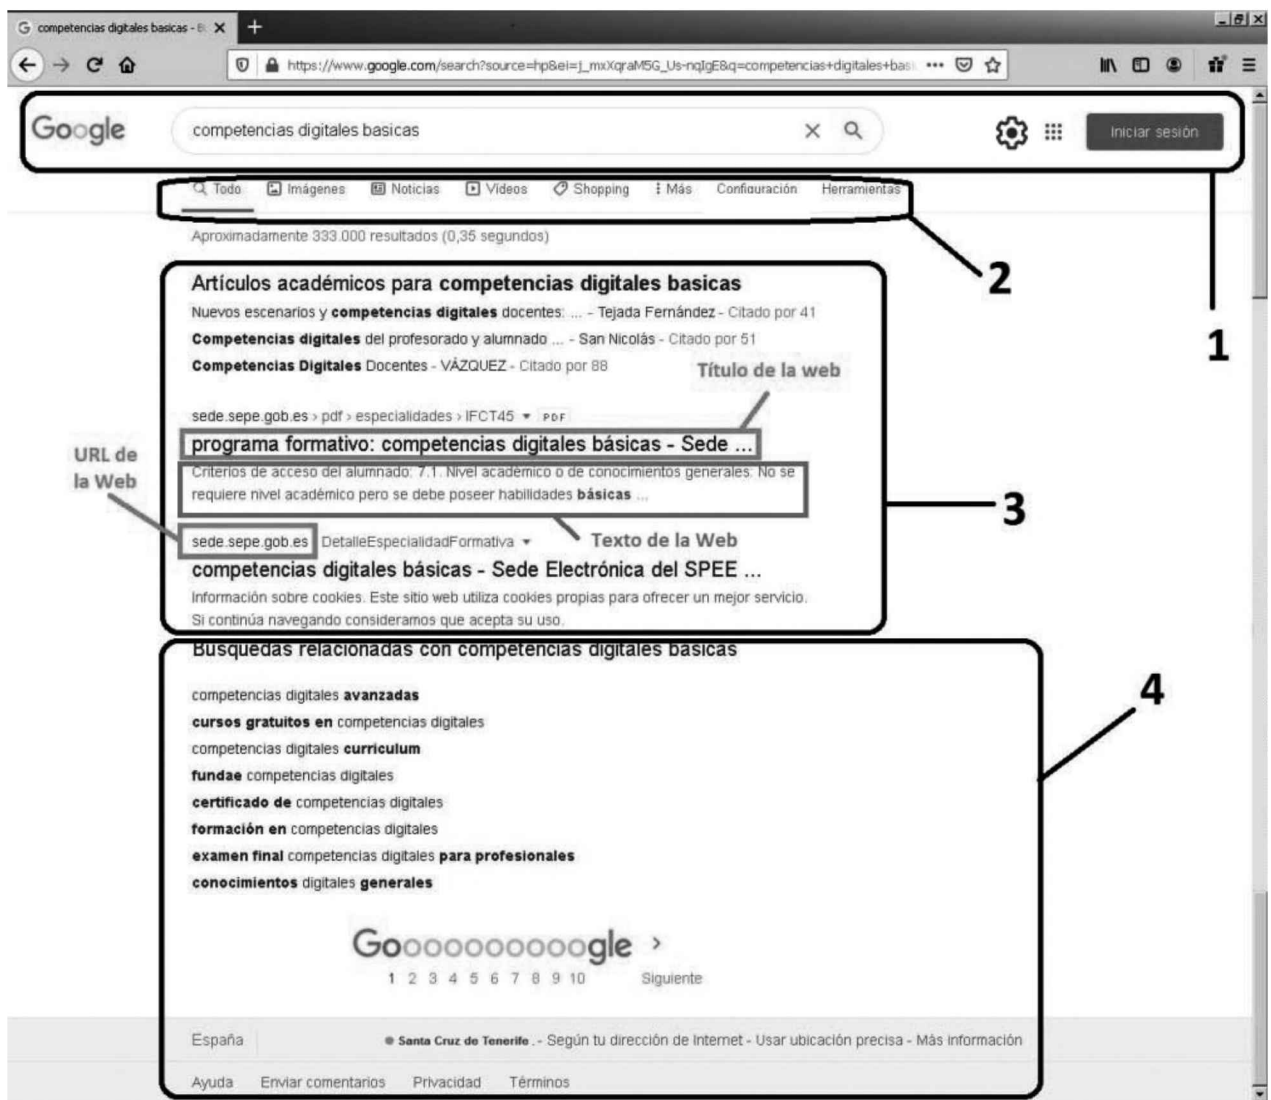 competencias digitales basicas - B
https://www.google.com/search?source=hp&ei=j_mxXqraM5G_Us-nqIgE&q=competencias+digitales+bas
Google
competencias digitales basicas
Iniciar sesión
Todo Imágenes Noticias Vídeos Shopping Más Configuración Herramientas
Aproximadamente 333.000 resultados (0,35 segundos)
2
1
Artículos académicos para competencias digitales basicas
Nuevos escenarios y competencias digitales docentes: ... - Tejada Fernández - Citado por 41
Competencias digitales del profesorado y alumnado ... - San Nicolás - Citado por 51
Competencias Digitales Docentes - VÁZQUEZ - Citado por 88
Título de la web
sede.sepe.gob.es › pdf › especialidades › IFCT45 PDF
programa formativo: competencias digitales básicas - Sede ...
URL de
la Web
Criterios de acceso del alumnado: 7.1. Nivel académico o de conocimientos generales: No se
requiere nivel académico pero se debe poseer habilidades básicas ...
3
sede.sepe.gob.es DetalleEspecialidadFormativa
Texto de la Web
competencias digitales básicas - Sede Electrónica del SPEE ...
Información sobre cookies. Este sitio web utiliza cookies propias para ofrecer un mejor servicio.
Si continúa navegando consideramos que acepta su uso.
Búsquedas relacionadas con competencias digitales basicas
4
competencias digitales avanzadas
cursos gratuitos en competencias digitales
competencias digitales curriculum
fundae competencias digitales
certificado de competencias digitales
formación en competencias digitales
examen final competencias digitales para profesionales
conocimientos digitales generales
Goooooooooogle >
1 2 3 4 5 6 7 8 9 10 Siguiente
España
Santa Cruz de Tenerife . - Según tu dirección de Internet - Usar ubicación precisa - Más información
Ayuda Enviar comentarios Privacidad Términos